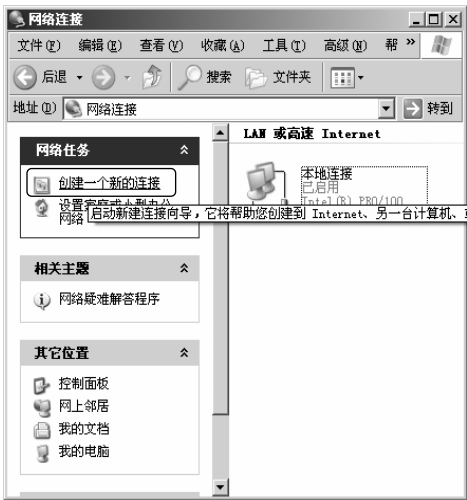 网络连接
文件(F) 编辑(E) 查看(V) 收藏(A) 工具(T) 高级(N) 帮 »
后退 搜索 文件夹
地址(D) 网络连接 转到
网络任务
创建一个新的连接
设置家庭或小型办公
网络
启动新建连接向导，它将帮助您创建到 Internet、另一台计算机、
相关主题
网络疑难解答程序
其它位置
控制面板
网上邻居
我的文档
我的电脑
LAN 或高速 Internet
本地连接
已启用
Intel(R) PRO/100